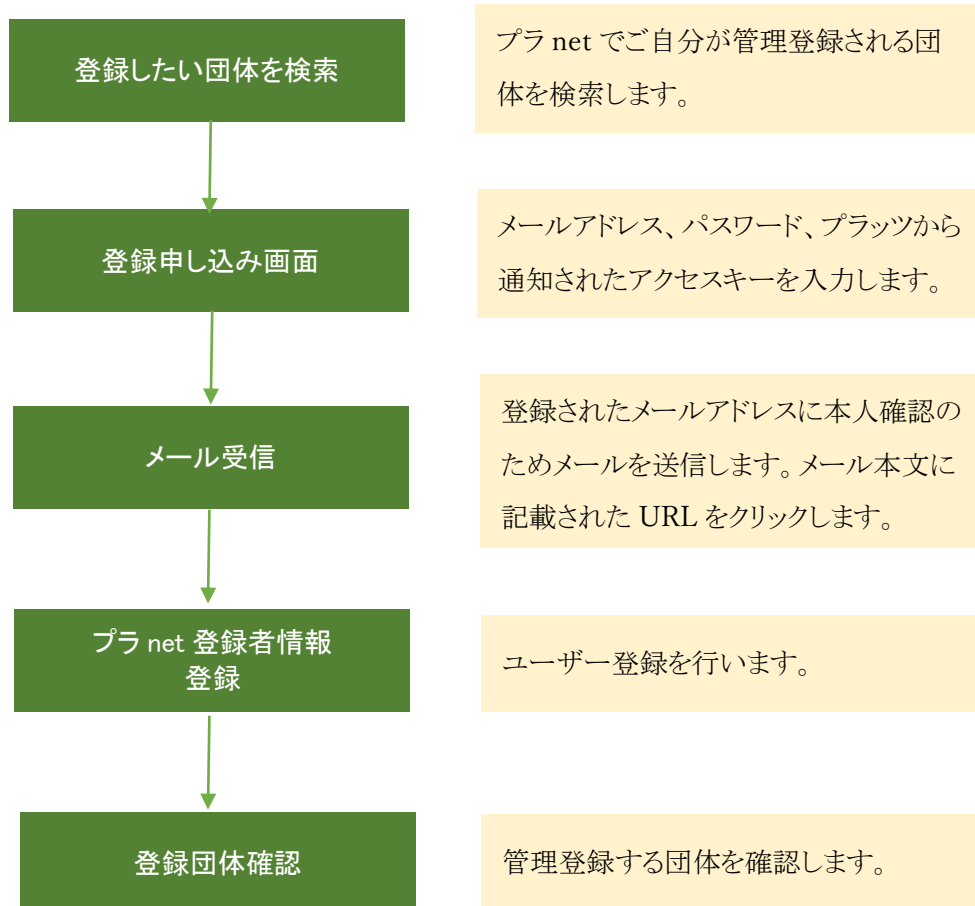 登録したい団体を検索
プラ net でご自分が管理登録される団
体を検索します。
登録申し込み画面
メールアドレス、パスワード、プラッツから
通知されたアクセスキーを入力します。
メール受信
登録されたメールアドレスに本人確認の
ためメールを送信します。メール本文に
記載された URL をクリックします。
プラ net 登録者情報
登録
ユーザー登録を行います。
登録団体確認
管理登録する団体を確認します。